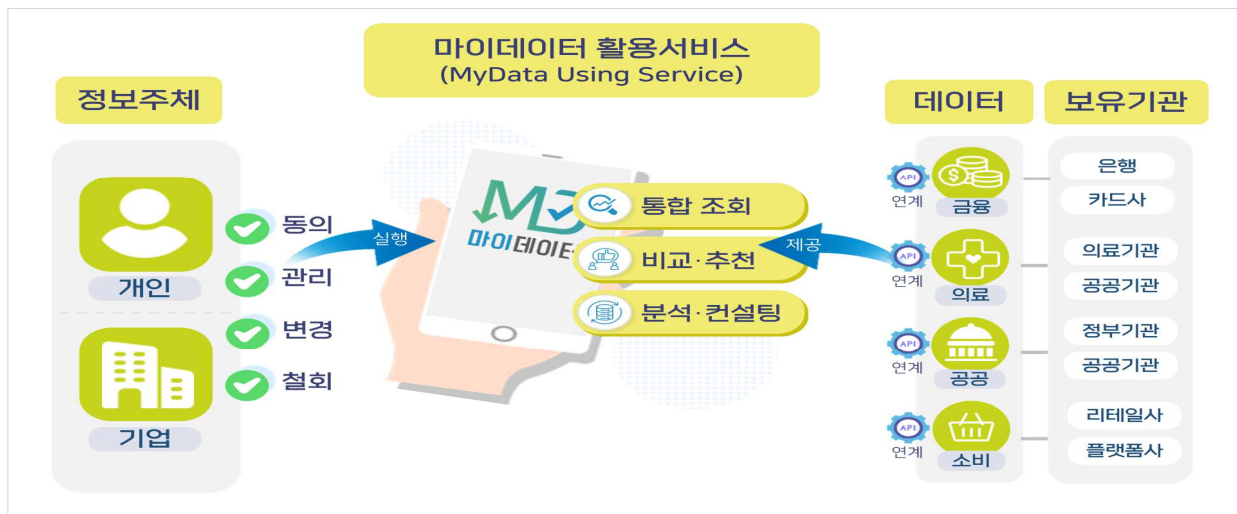 마이데이터 활용서비스
(MyData Using Service)
정보주체
개인
기업
동의
관리
변경
철회
실행
MD
마이데이터
통합 조회
비교·추천
분석·컨설팅
제공
데이터
보유기관
API
연계
금융
은행
카드사
API
연계
의료
의료기관
공공기관
API
연계
공공
정부기관
공공기관
API
연계
소비
리테일사
플랫폼사